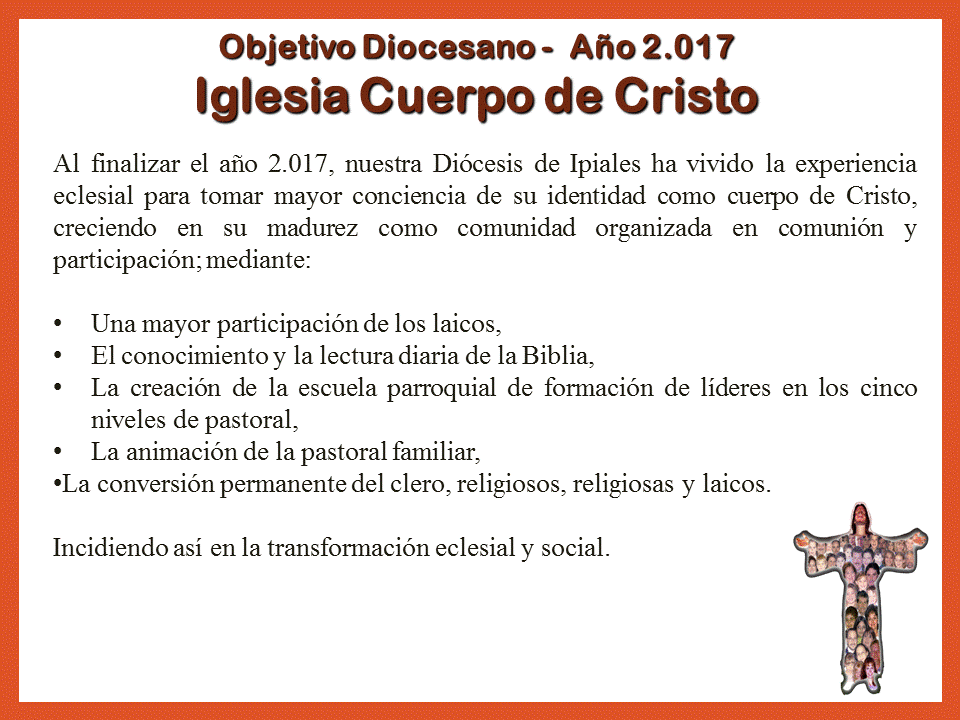 Objetivo Diocesano - Año 2.017
Iglesia Cuerpo de Cristo
Al finalizar el año 2.017, nuestra Diócesis de Ipiales ha vivido la experiencia
eclesial para tomar mayor conciencia de su identidad como cuerpo de Cristo,
creciendo en su madurez como comunidad organizada en comunión y
participación; mediante:
• Una mayor participación de los laicos,
• El conocimiento y la lectura diaria de la Biblia,
• La creación de la escuela parroquial de formación de líderes en los cinco
niveles de pastoral,
• La animación de la pastoral familiar,
•La conversión permanente del clero, religiosos, religiosas y laicos.
Incidiendo así en la transformación eclesial y social.